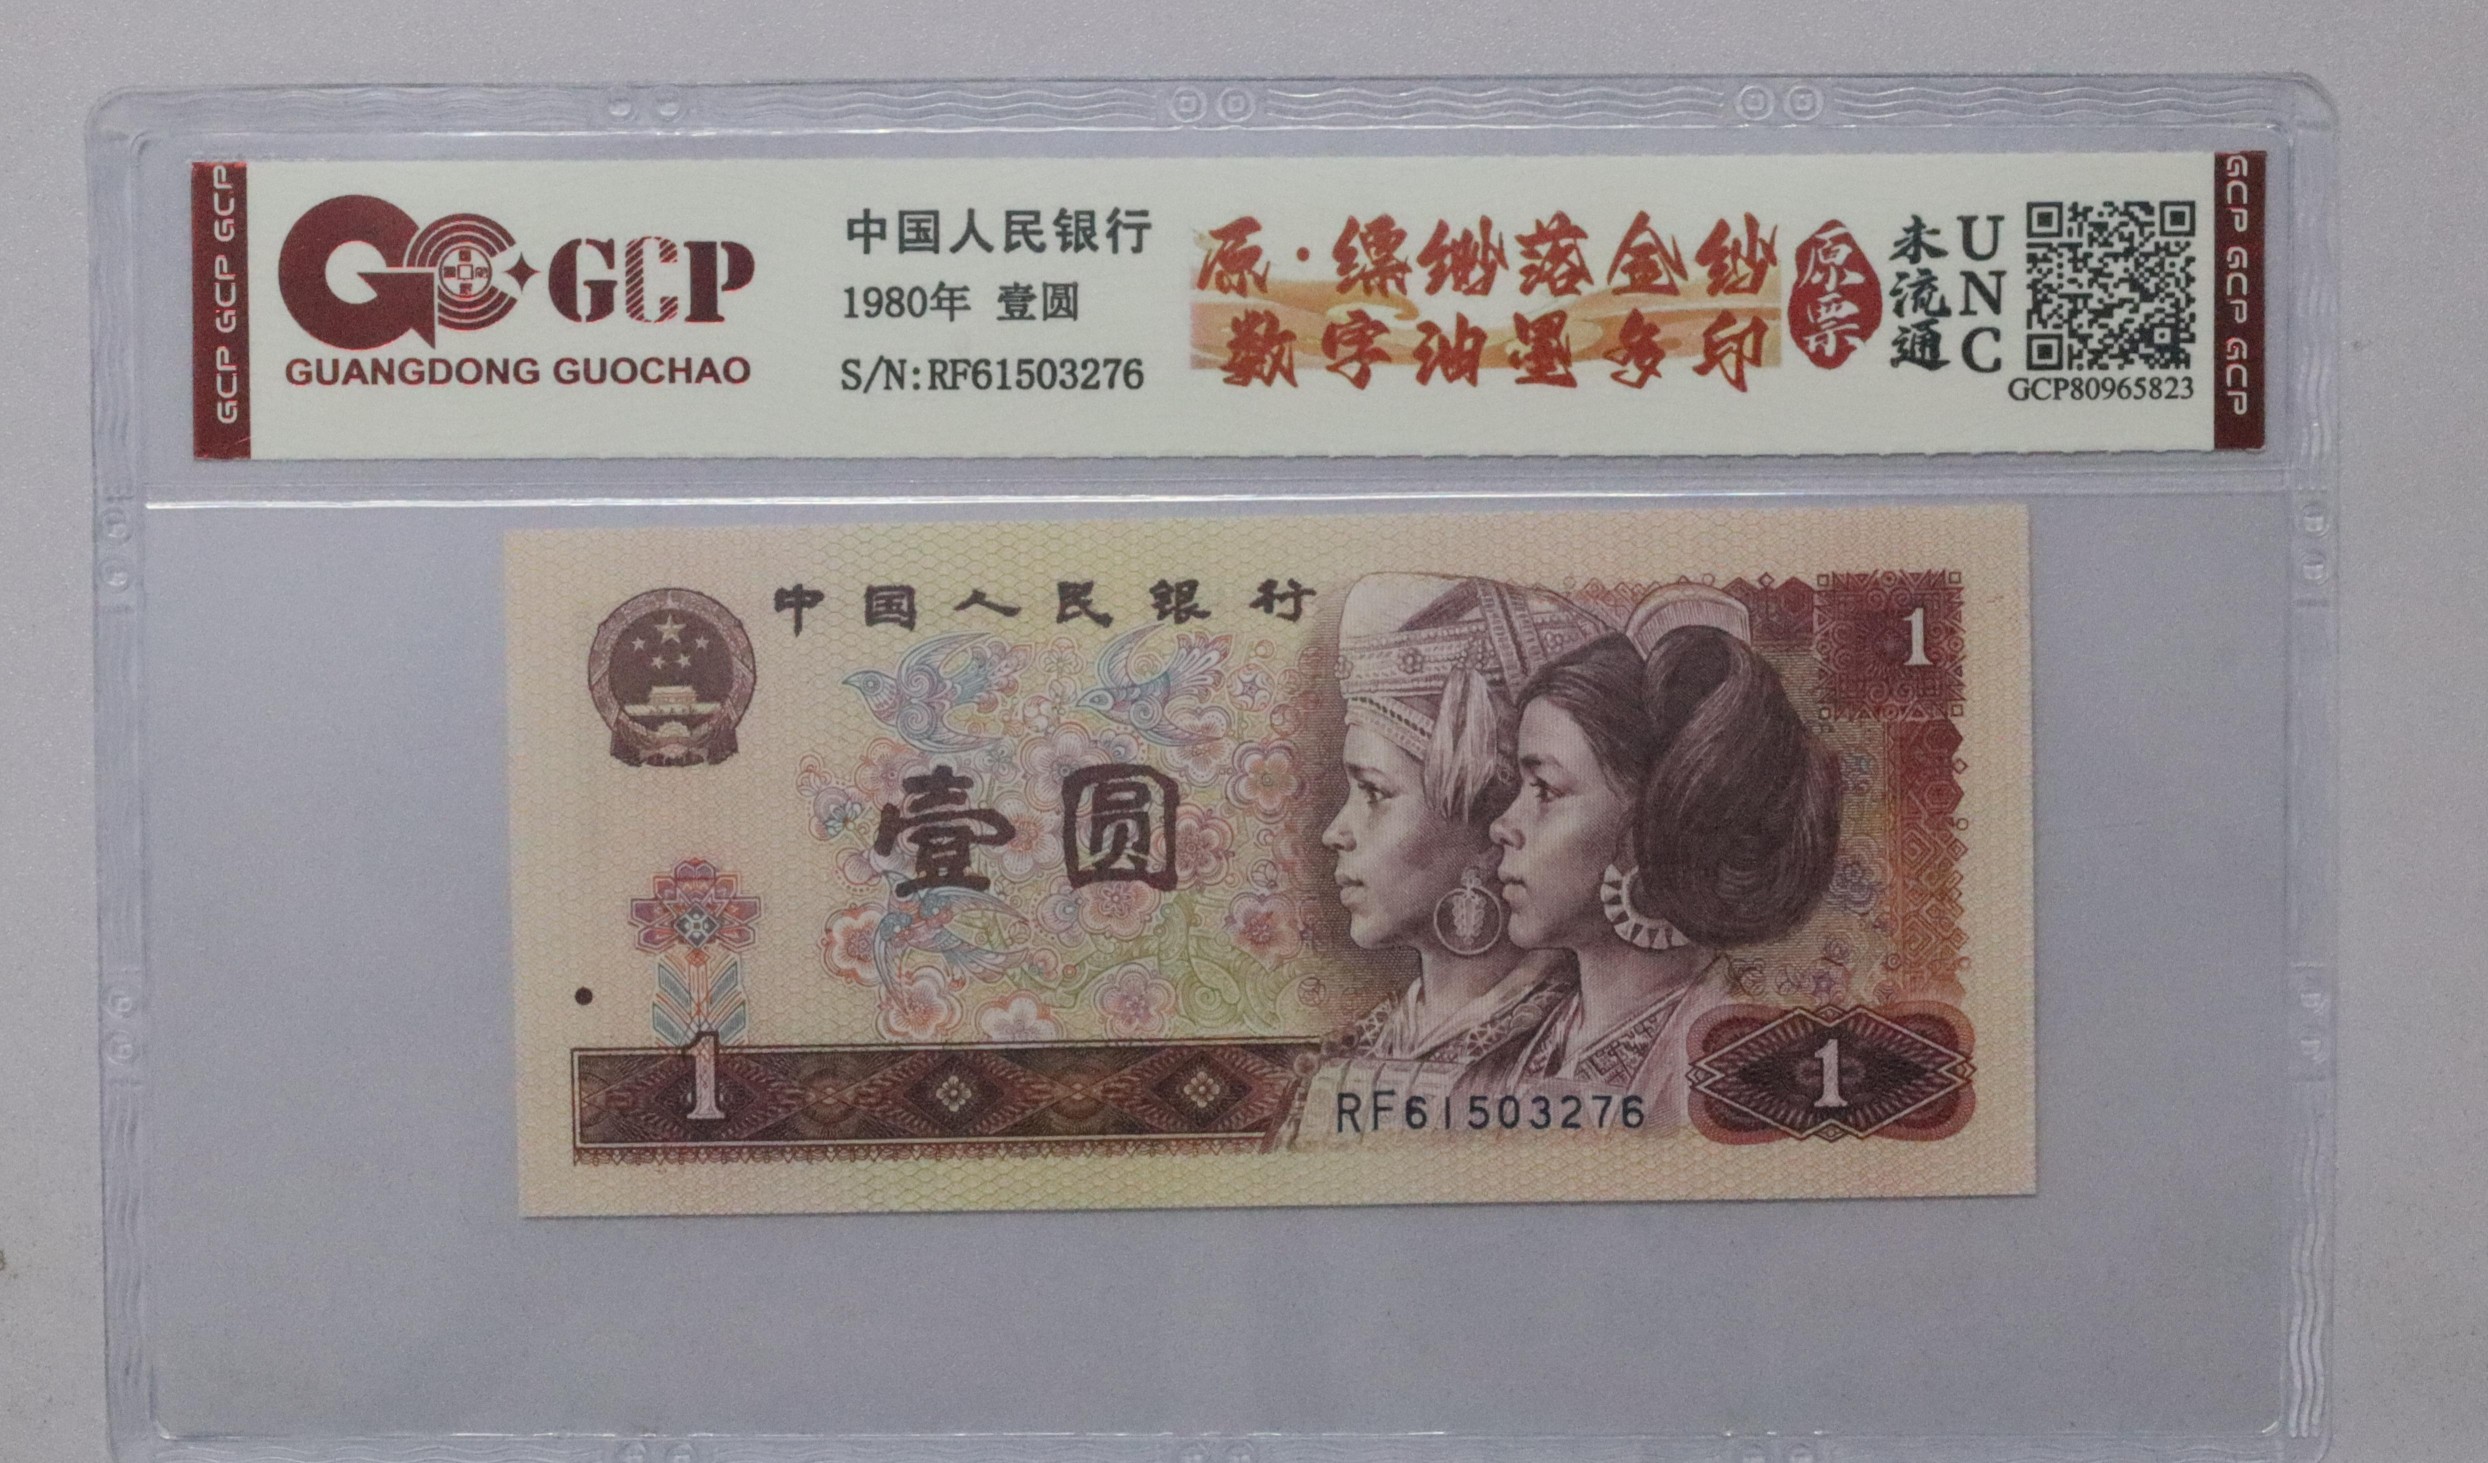 GCP GCP GCP
GCP
GUANGDONG GUOCHAO
中国人民银行
1980年 壹圆
S/N:RF61503276
原·缥缈落金纱
数字油墨多印
原票
未流通
UNC
GCP80965823
GCP GCP GCP
中国人民银行
1
壹圆
1
1
RF61503276